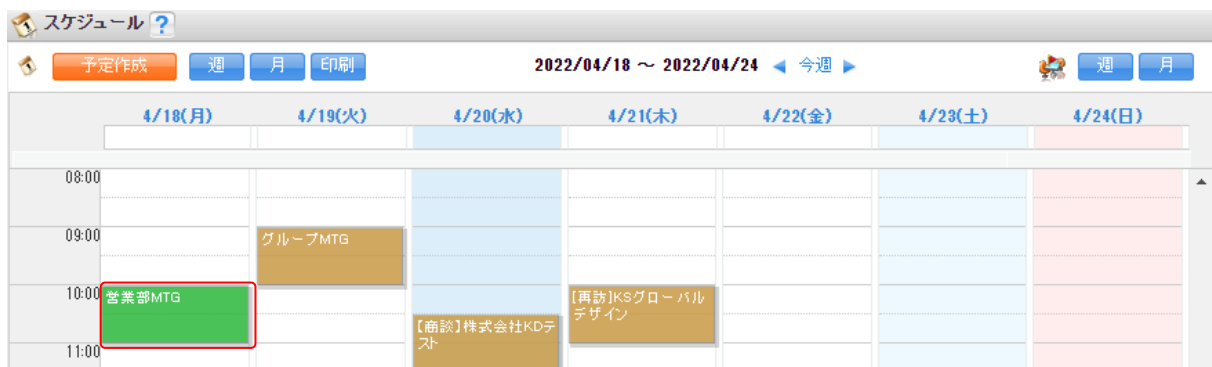 スケジュール ?
予定作成 週 月 印刷 2022/04/18 ～ 2022/04/24 今週 週 月
4/18(月) 4/19(火) 4/20(水) 4/21(木) 4/22(金) 4/23(土) 4/24(日)
08:00
09:00 グループMTG
10:00 営業部MTG [再訪]KSグローバル
デザイン
【商談】株式会社KDテ
スト
11:00